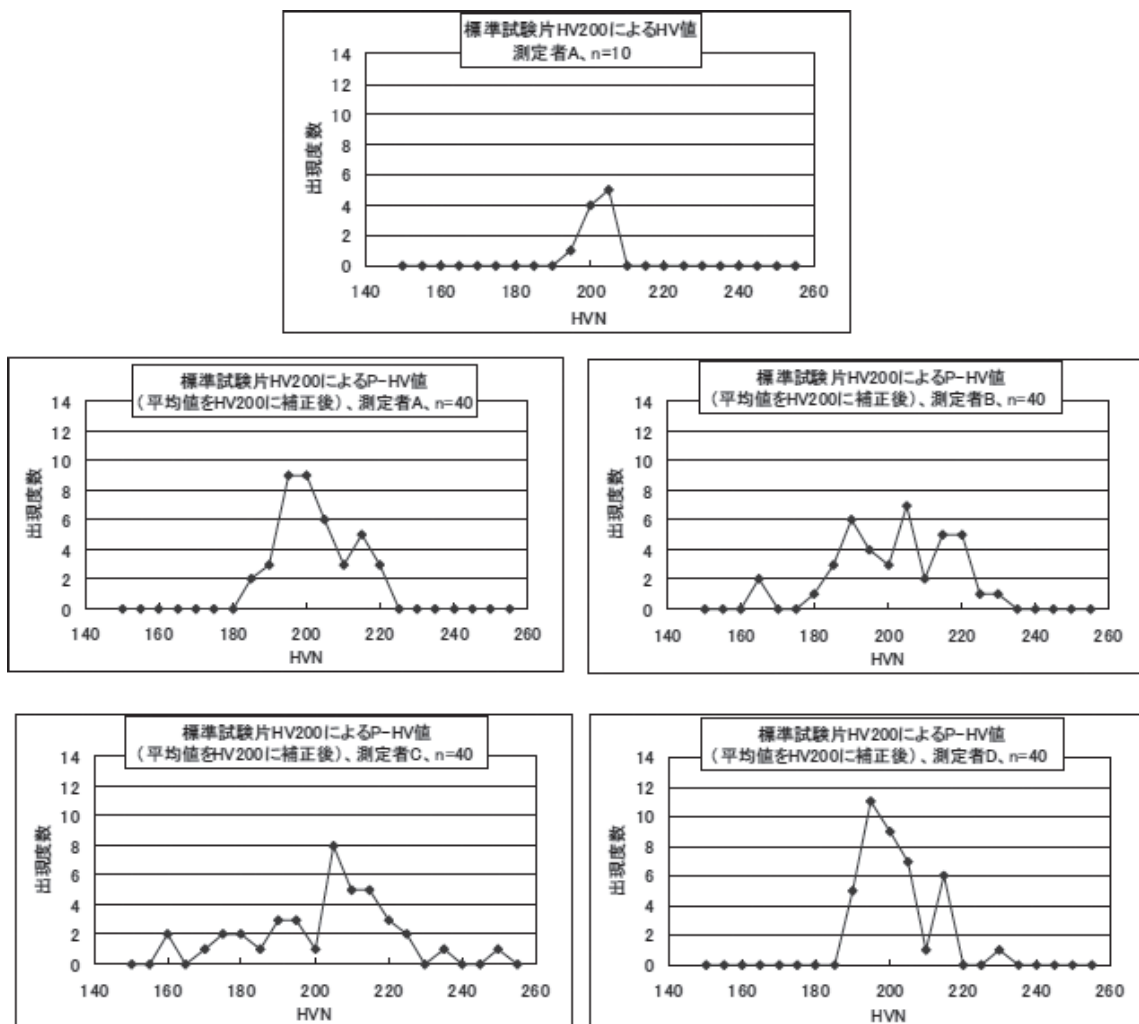 標準試験片HV200によるHV値
測定者A、n=10
14
12
10
8
6
4
2
0
出現度数
140 160 180 200 220 240 260
HVN
標準試験片HV200によるP-HV値
(平均値をHV200に補正後)、測定者A、n=40
14
12
10
8
6
4
2
0
出現度数
140 160 180 200 220 240 260
HVN
標準試験片HV200によるP-HV値
(平均値をHV200に補正後)、測定者B、n=40
14
12
10
8
6
4
2
0
出現度数
140 160 180 200 220 240 260
HVN
標準試験片HV200によるP-HV値
(平均値をHV200に補正後)、測定者C、n=40
14
12
10
8
6
4
2
0
出現度数
140 160 180 200 220 240 260
HVN
標準試験片HV200によるP-HV値
(平均値をHV200に補正後)、測定者D、n=40
14
12
10
8
6
4
2
0
出現度数
140 160 180 200 220 240 260
HVN